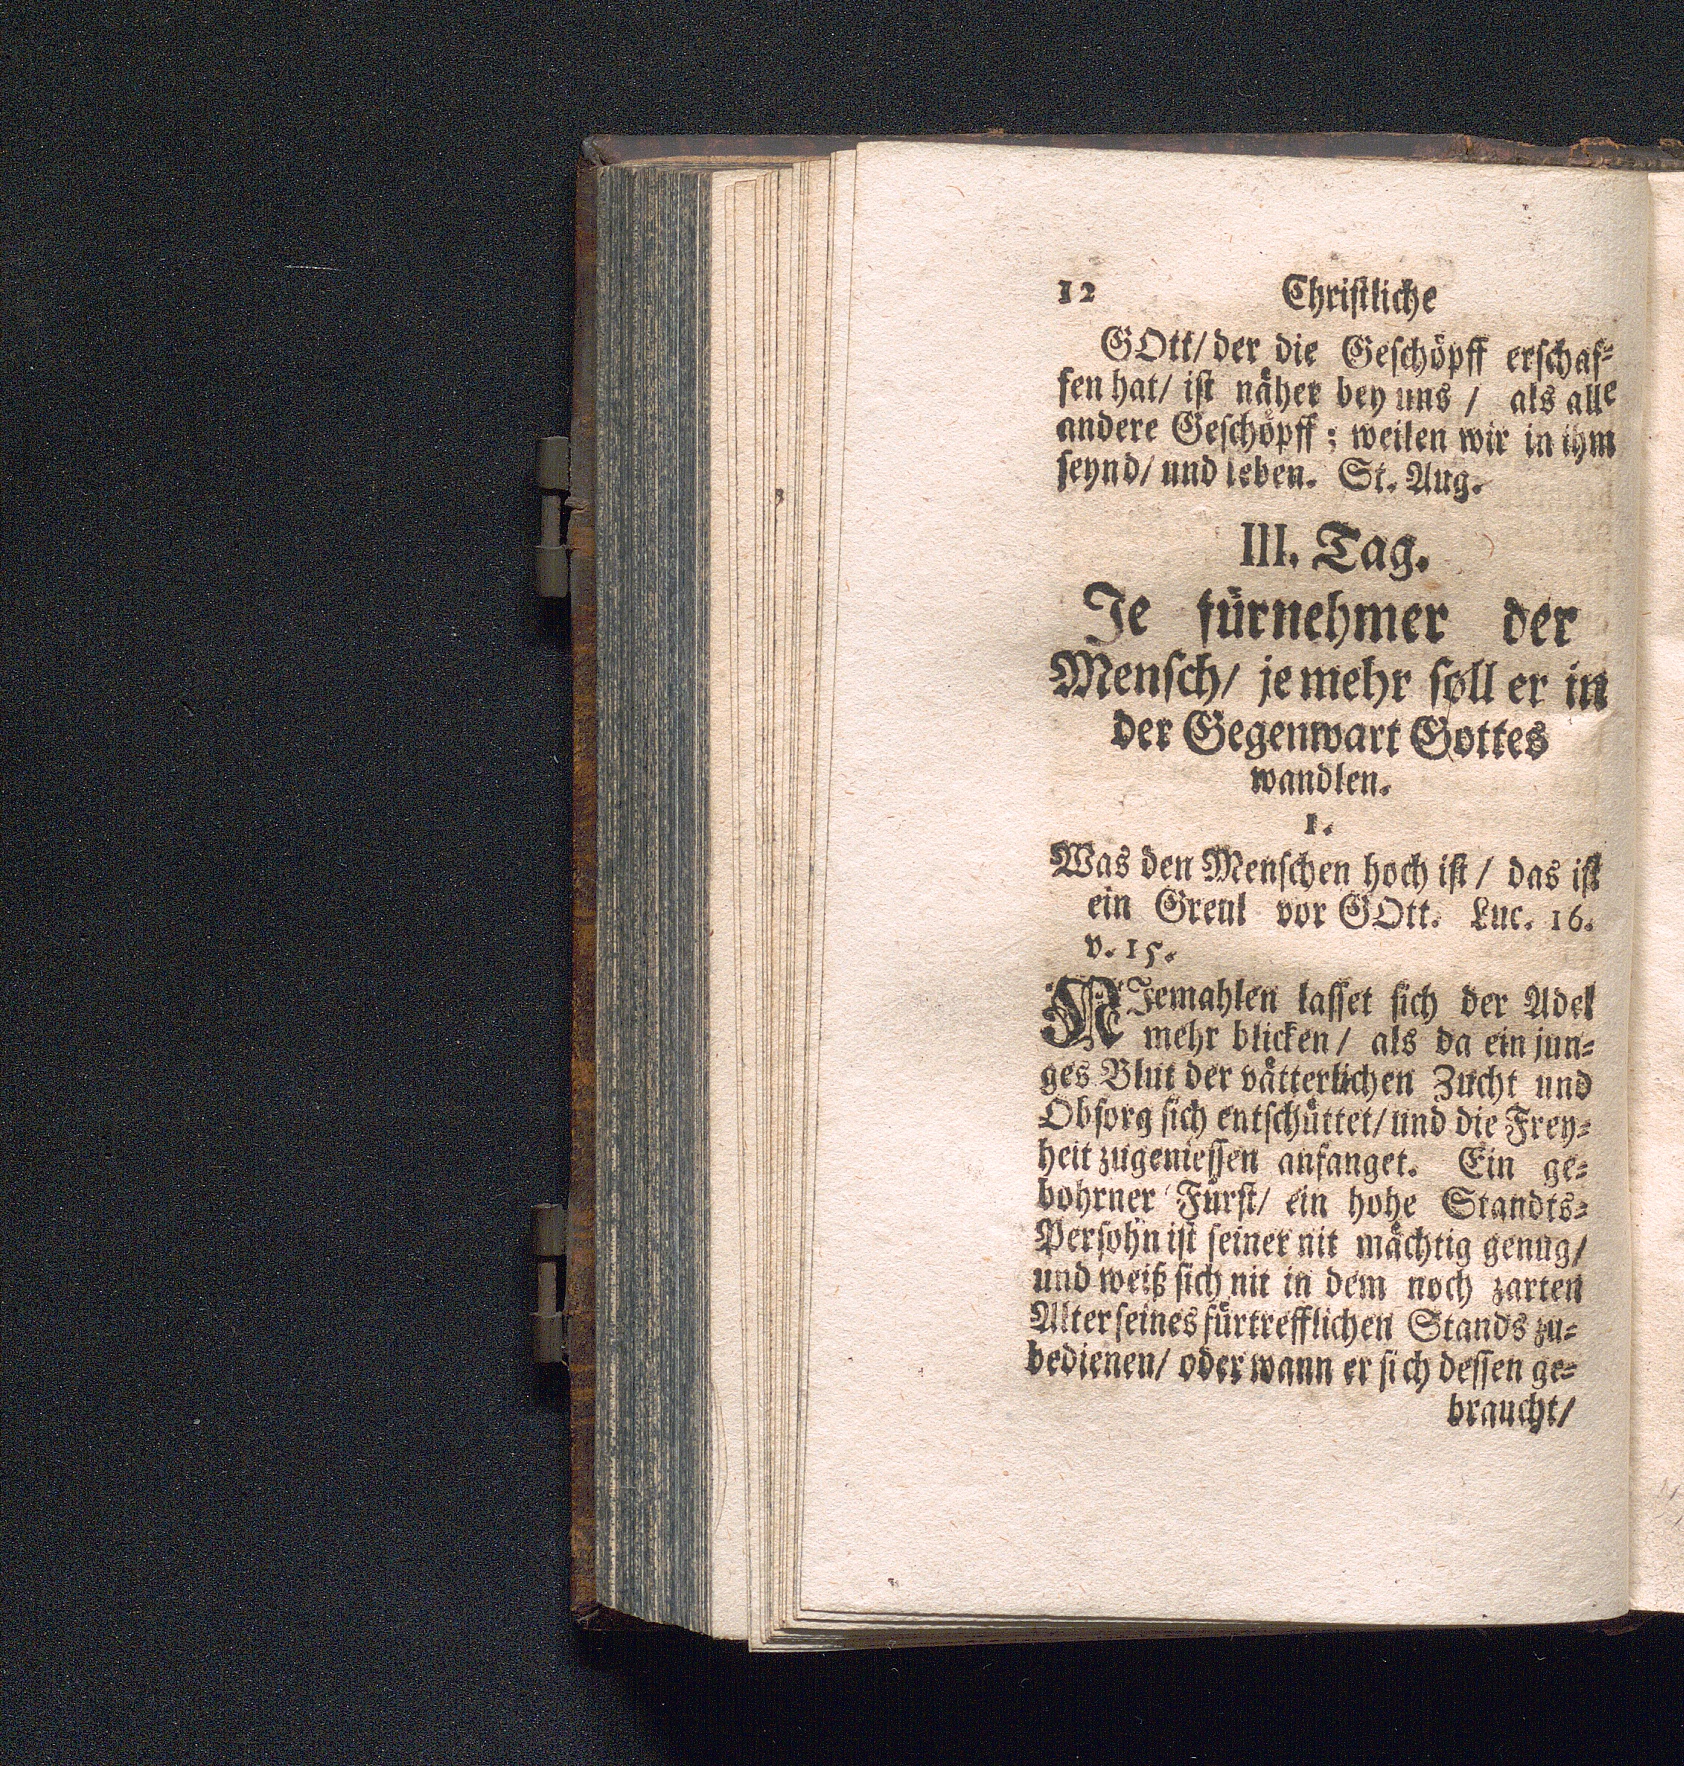 12 Christliche
GOtt/ der die Geschöpff erschaf-
fen hat/ ist näher bey uns / als alle
andere Geschöpff; weilen wir in ihm
seynd/ und leben. St. Aug.
III. Tag.
Je fürnehmer der
Mensch/ je mehr soll er in
der Gegenwart Gottes
wandlen.
1.
Was den Menschen hoch ist / das ist
ein Greul vor GOtt. Luc. 16.
v. 15.
NJemahlen lasset sich der Adel
mehr blicken / als da ein jun-
ges Blut der vätterlichen Zucht und
Obsorg sich entschüttet/ und die Frey-
heit zugeniessen anfanget. Ein ge-
bohrner Fürst/ ein hohe Standts-
Persohn ist seiner nit mächtig genug/
und weiß sich nit in dem noch zarten
Alter seines fürtrefflichen Stands zu-
bedienen/ oder wann er sich dessen ge-
braucht/